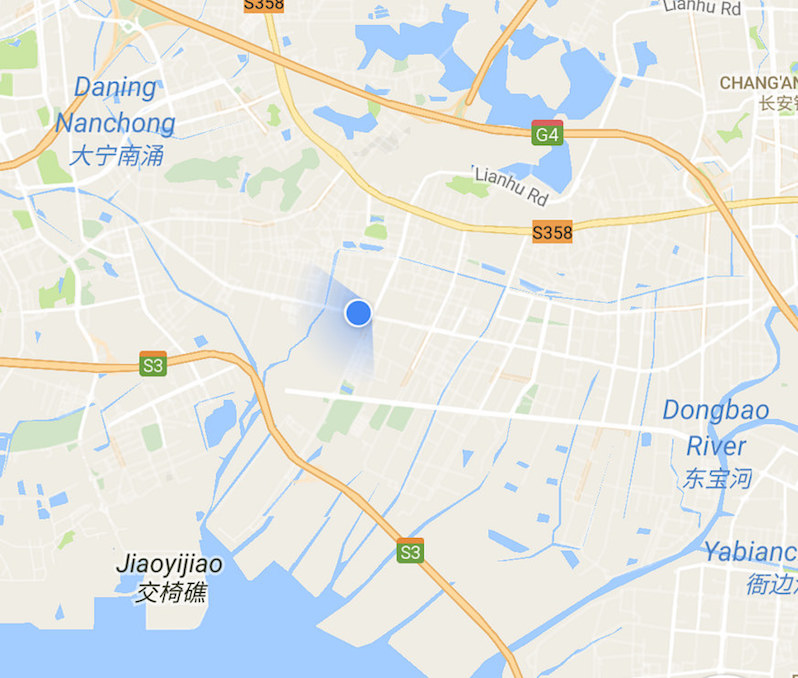 S358
Lianhu Rd
Daning
Nanchong
大宁南涌
CHANG'AN
长安镇
G4
Lianhu Rd
S358
S3
Dongbao
River
东宝河
S3
Jiaoyijiao
交椅礁
Yabianc
衙边